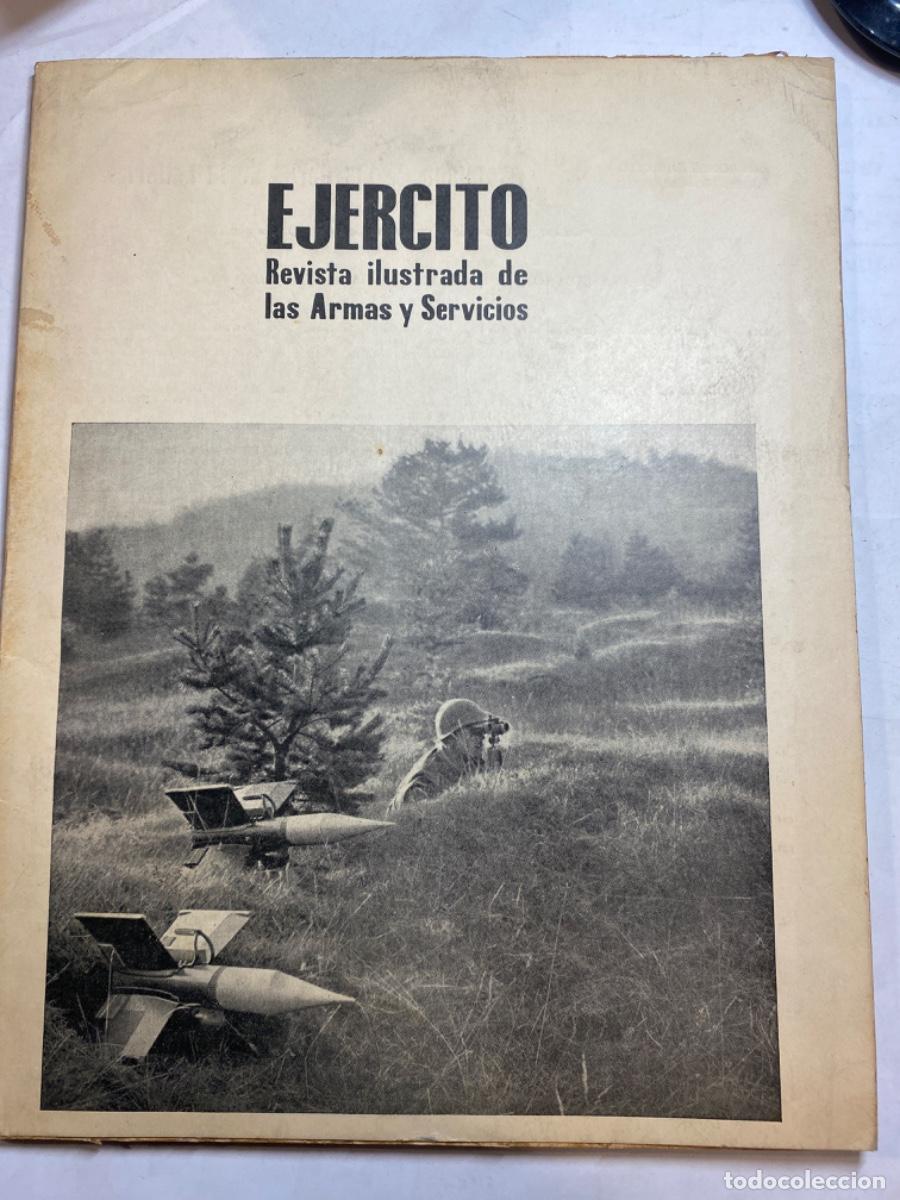 EJERCITO
Revista ilustrada de
las Armas y Servicios
todocoleccion